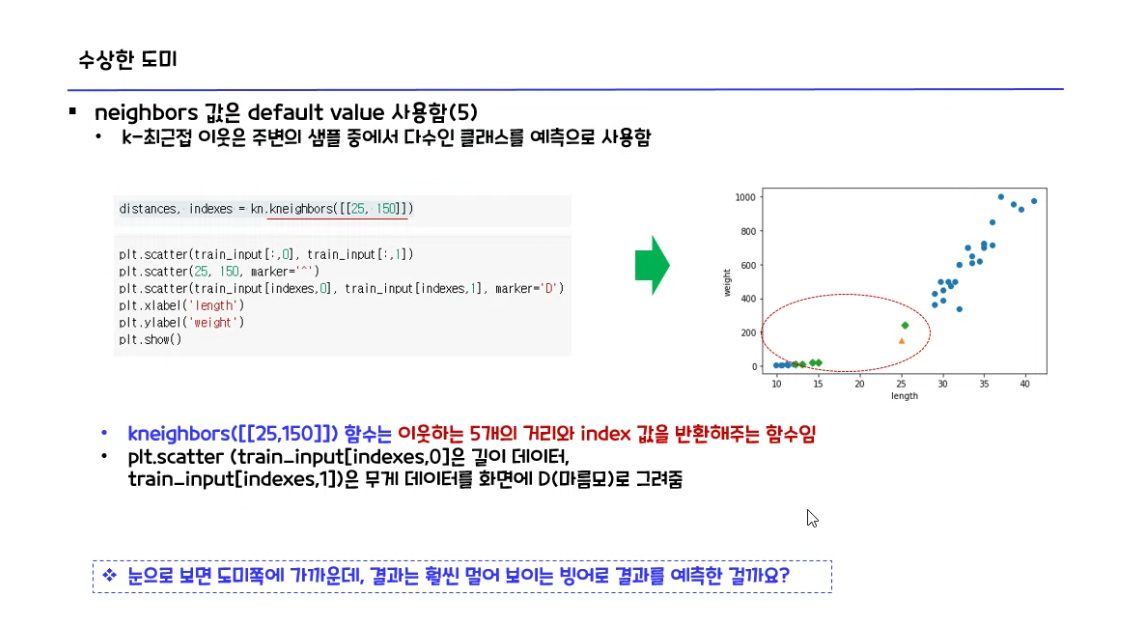 수상한 도미
▪ neighbors 값은 default value 사용함(5)
• k-최근접 이웃은 주변의 샘플 중에서 다수인 클래스를 예측으로 사용함
distances, indexes = kn.kneighbors([[25, 150]])
plt.scatter(train_input[:,0], train_input[:,1])
plt.scatter(25, 150, marker='^')
plt.scatter(train_input[indexes,0], train_input[indexes,1], marker='D')
plt.xlabel('length')
plt.ylabel('weight')
plt.show()
weight
1000
800
600
400
200
0
10 15 20 25 30 35 40
length
• kneighbors([[25,150]]) 함수는 이웃하는 5개의 거리와 index 값을 반환해주는 함수임
• plt.scatter (train_input[indexes,0]은 길이 데이터,
train_input[indexes,1])은 무게 데이터를 화면에 D(마름모)로 그려줌
❖ 눈으로 보면 도미쪽에 가까운데, 결과는 훨씬 멀어 보이는 빙어로 결과를 예측한 걸까요?